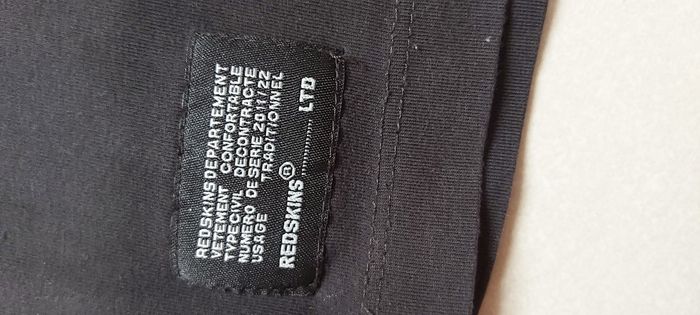 REDSKINS DEPARTEMENT
VETEMENT CONFORTABLE
TYPE CIVIL DECONTRACTE
NUMERO DE SERIE 2011/22
USAGE TRADITIONNEL
REDSKINS® ............... LTD